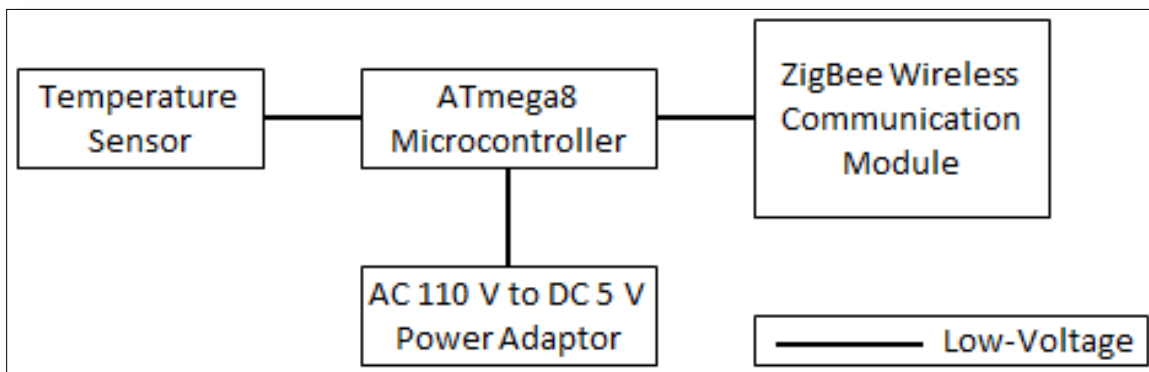 Temperature
Sensor
ATmega8
Microcontroller
ZigBee Wireless
Communication
Module
AC 110 V to DC 5 V
Power Adaptor
Low-Voltage